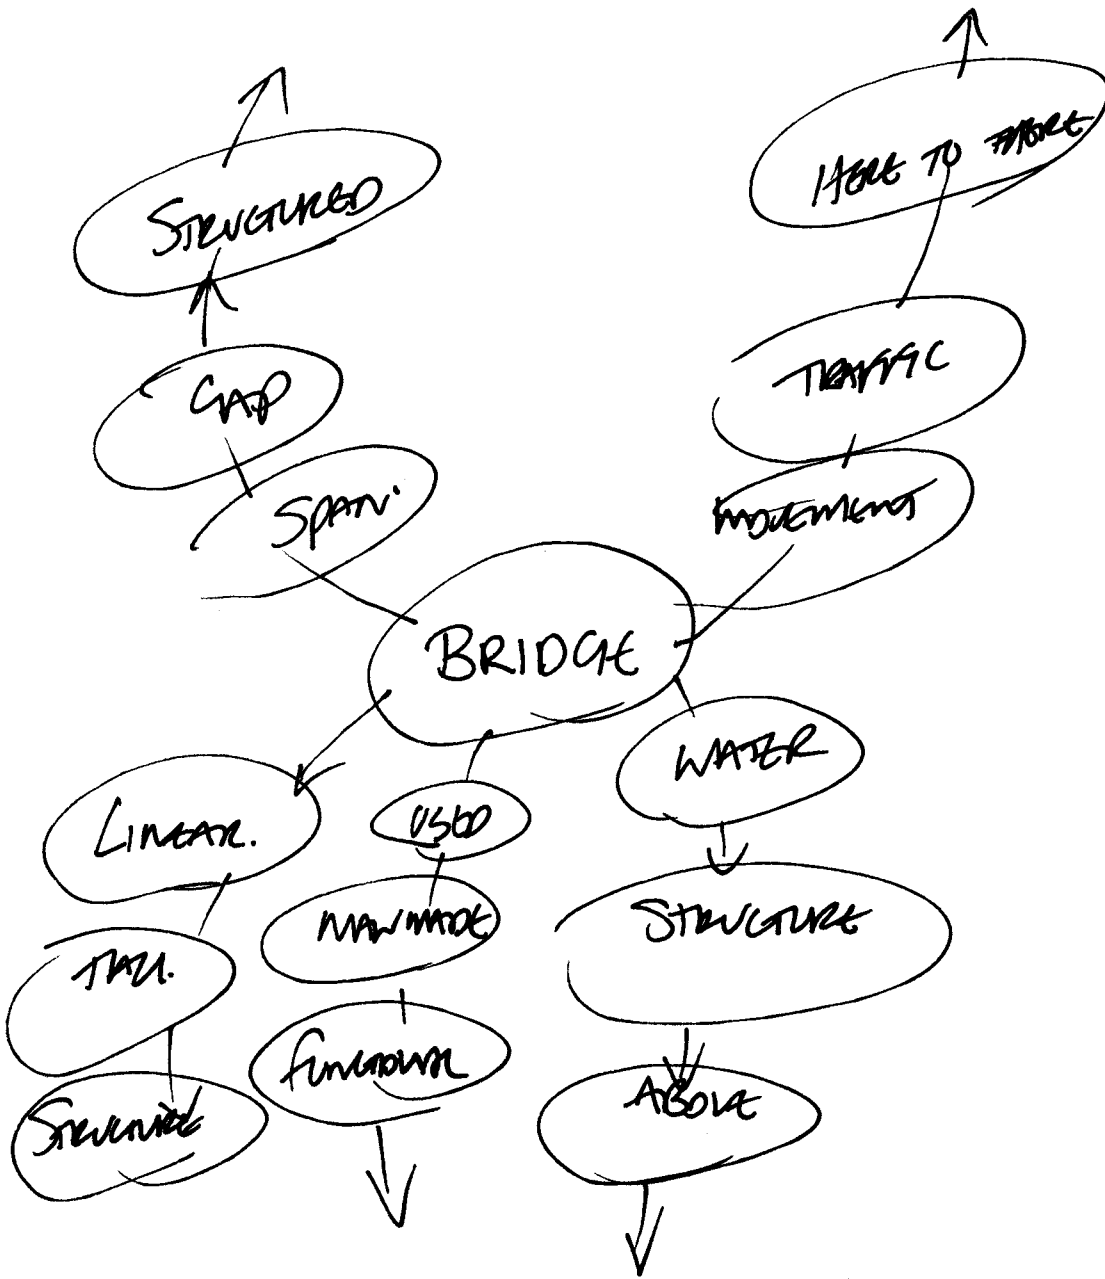 HERE TO THERE
STRUCTURED
TRAFFIC
GAP
MOVEMENT
SPAN.
BRIDGE
WATER
LINEAR.
USED
MANMADE
STRUCTURE
TALL.
FUNCTIONAL
ABOVE
STRUCTURE